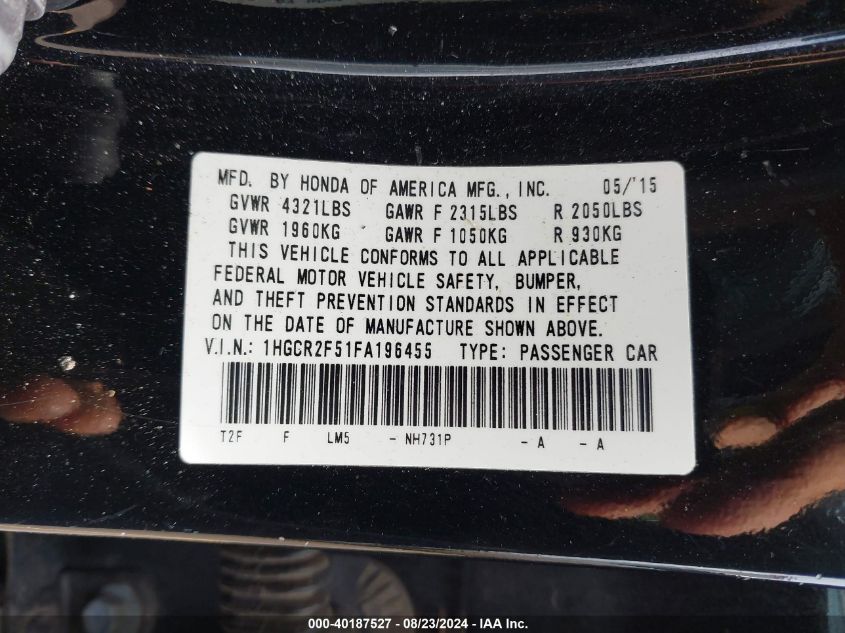 MFD. BY HONDA OF AMERICA MFG., INC. 05/'15
GVWR 4321LBS GAWR F 2315LBS R 2050LBS
GVWR 1960KG GAWR F 1050KG R 930KG
THIS VEHICLE CONFORMS TO ALL APPLICABLE
FEDERAL MOTOR VEHICLE SAFETY, BUMPER,
AND THEFT PREVENTION STANDARDS IN EFFECT
ON THE DATE OF MANUFACTURE SHOWN ABOVE.
V.I.N.: 1HGCR2F51FA196455 TYPE: PASSENGER CAR
T2F F LM5 - NH731P - A - A
000-40187527 - 08/23/2024 - IAA Inc.